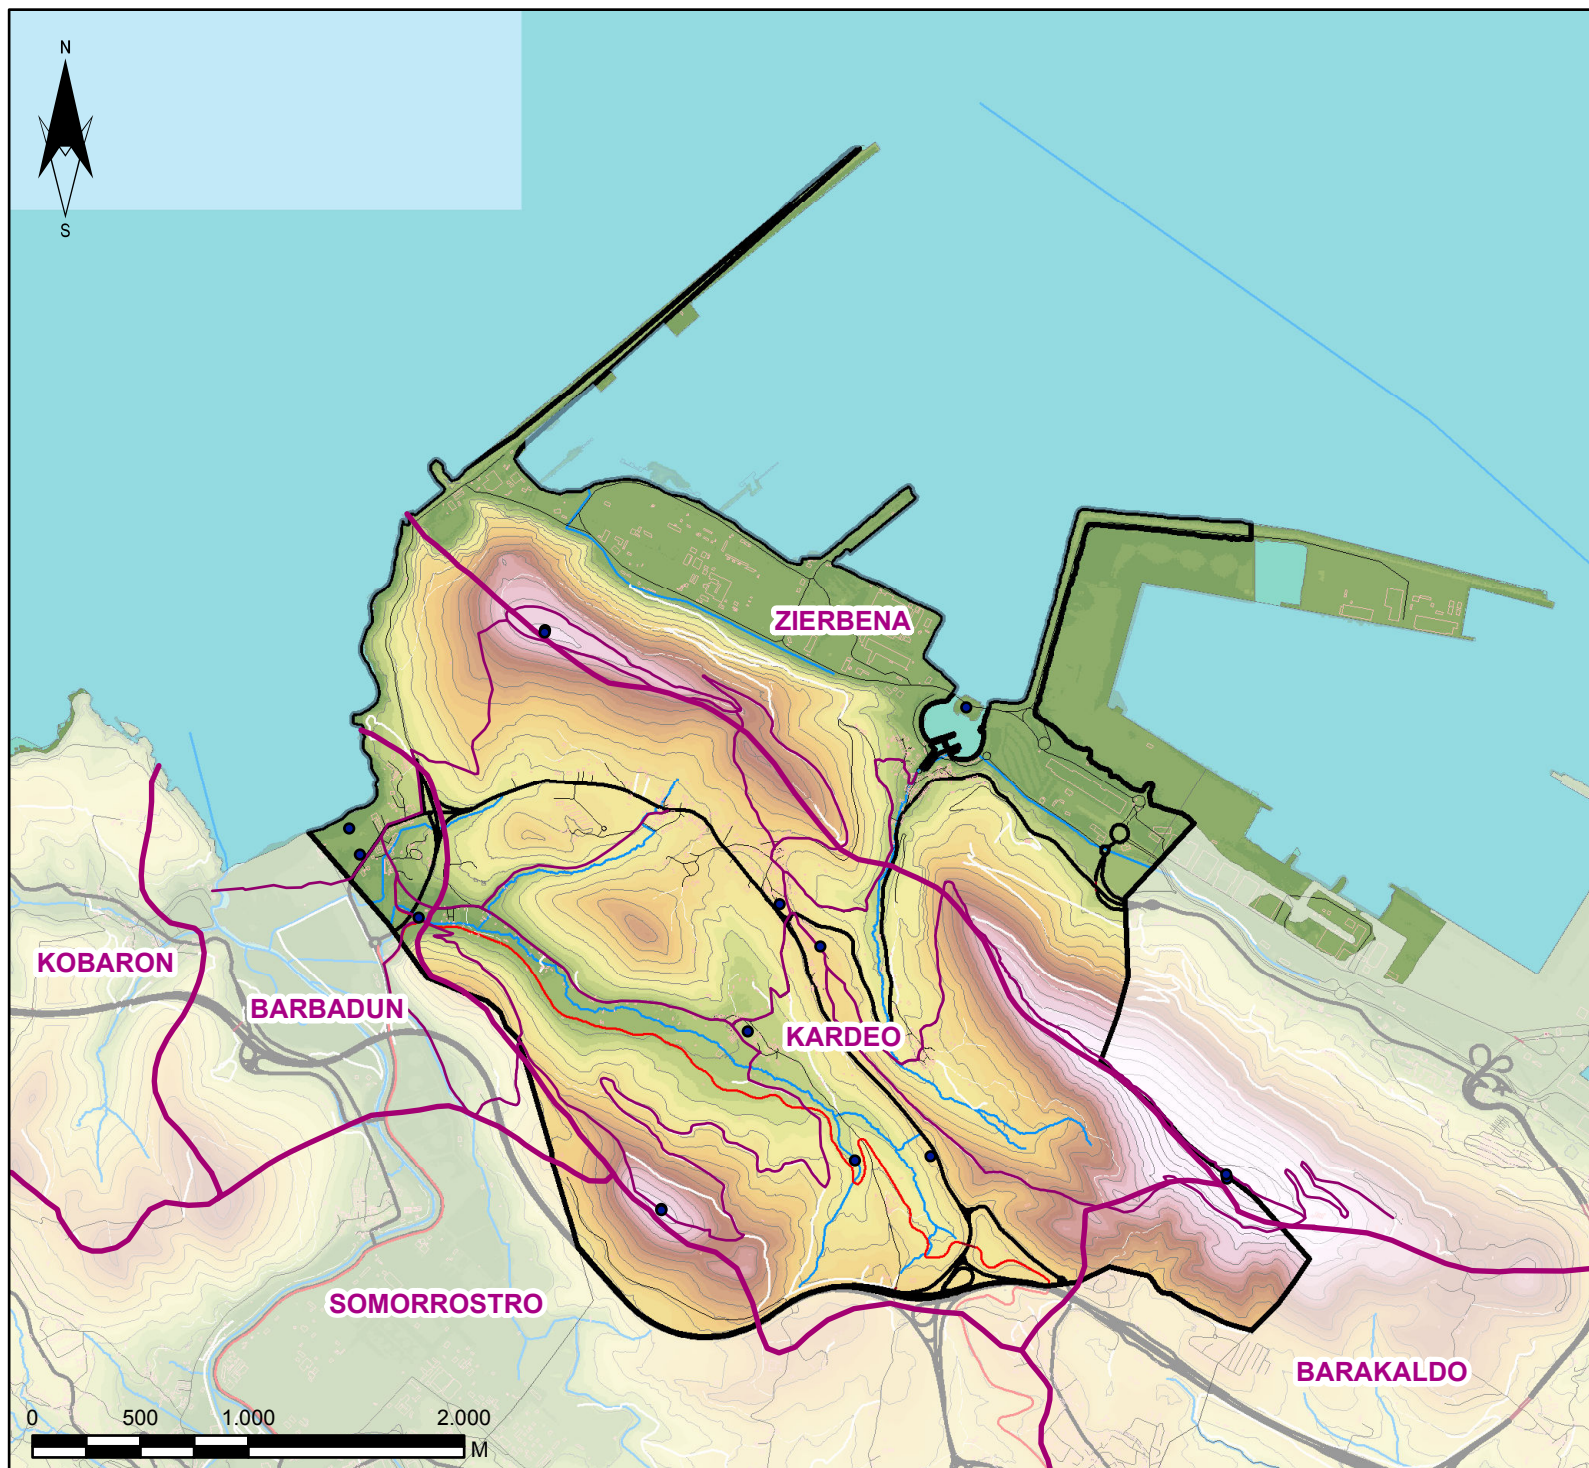 N
S
ZIERBENA
KOBARON
BARBADUN
KARDEO
SOMORROSTRO
BARAKALDO
0 500 1.000 2.000
M